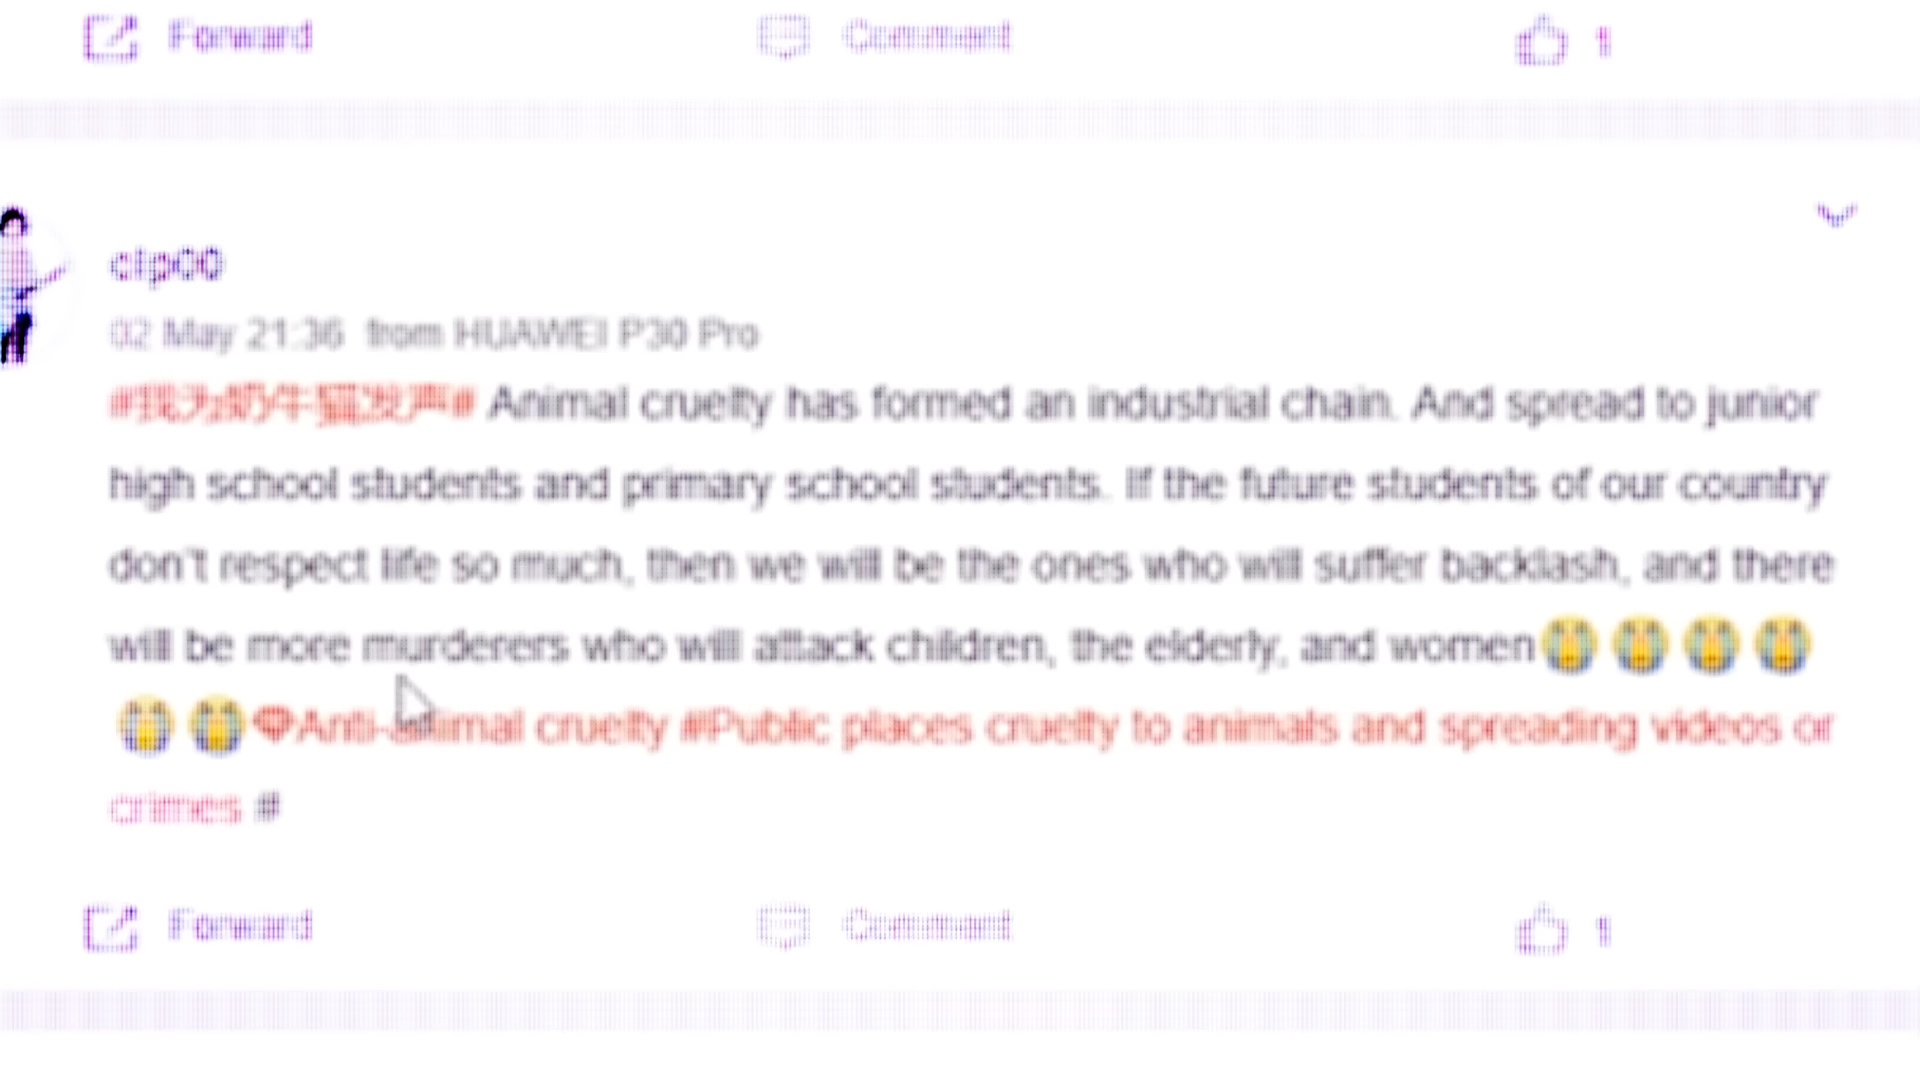 Forward Comment 1
clp00
02 May 21:36 from HUAWEI P30 Pro
#我为奶牛猫发声# Animal cruelty has formed an industrial chain. And spread to junior
high school students and primary school students. If the future students of our country
don't respect life so much, then we will be the ones who will suffer backlash, and there
will be more murderers who will attack children, the elderly, and women😭😭😭😭
😭😭Anti-animal cruelty #Public places cruelty to animals and spreading videos or
crimes #
Forward Comment 1